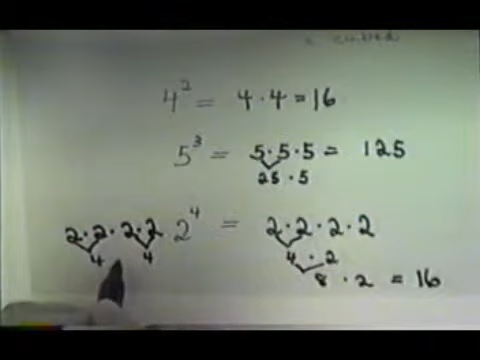 cubed
4² = 4 · 4 = 16
5³ = 5 · 5 · 5 = 125
25 · 5
2 · 2 · 2 · 2 2⁴ = 2 · 2 · 2 · 2
4 4 4 · 2
8 · 2 = 16